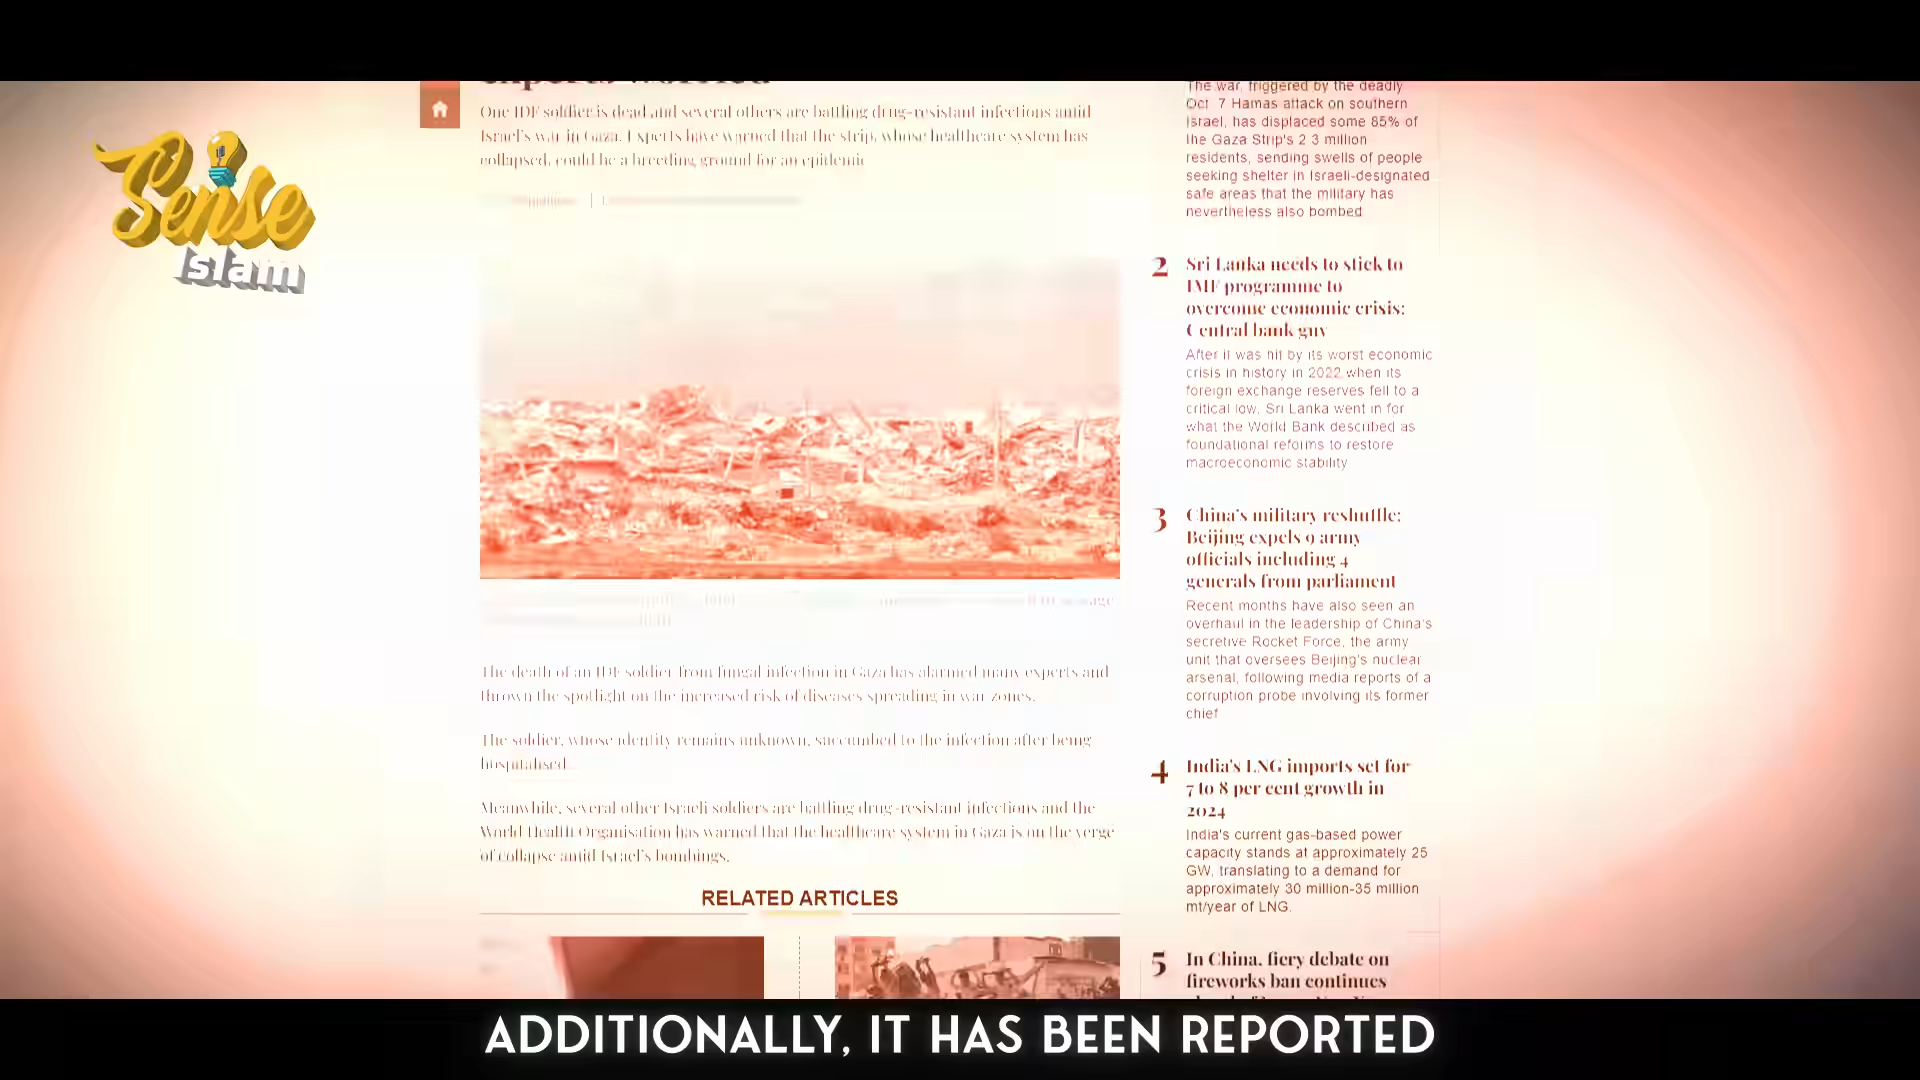 Sense
Islam
One IDF soldier is dead and several others are battling drug-resistant infections amid
Israel's war in Gaza. Experts have warned that the strip, whose healthcare system has
collapsed, could be a breeding ground for an epidemic
The death of an IDF soldier from fungal infection in Gaza has alarmed many experts and
thrown the spotlight on the increased risk of diseases spreading in war zones.
The soldier, whose identity remains unknown, succumbed to the infection after being
hospitalised.
Meanwhile, several other Israeli soldiers are battling drug-resistant infections and the
World Health Organisation has warned that the healthcare system in Gaza is on the verge
of collapse amid Israel's bombings.
RELATED ARTICLES
The war, triggered by the deadly
Oct. 7 Hamas attack on southern
Israel, has displaced some 85% of
the Gaza Strip's 2.3 million
residents, sending swells of people
seeking shelter in Israeli-designated
safe areas that the military has
nevertheless also bombed
2 Sri Lanka needs to stick to
IMF programme to
overcome economic crisis:
Central bank guv
After it was hit by its worst economic
crisis in history in 2022 when its
foreign exchange reserves fell to a
critical low, Sri Lanka went in for
what the World Bank described as
foundational reforms to restore
macroeconomic stability
3 China's military reshuffle:
Beijing expels 9 army
officials including 4
generals from parliament
Recent months have also seen an
overhaul in the leadership of China's
secretive Rocket Force, the army
unit that oversees Beijing's nuclear
arsenal, following media reports of a
corruption probe involving its former
chief
4 India's LNG imports set for
7 to 8 per cent growth in
2024
India's current gas-based power
capacity stands at approximately 25
GW, translating to a demand for
approximately 30 million-35 million
mt/year of LNG.
5 In China, fiery debate on
fireworks ban continues
ADDITIONALLY, IT HAS BEEN REPORTED